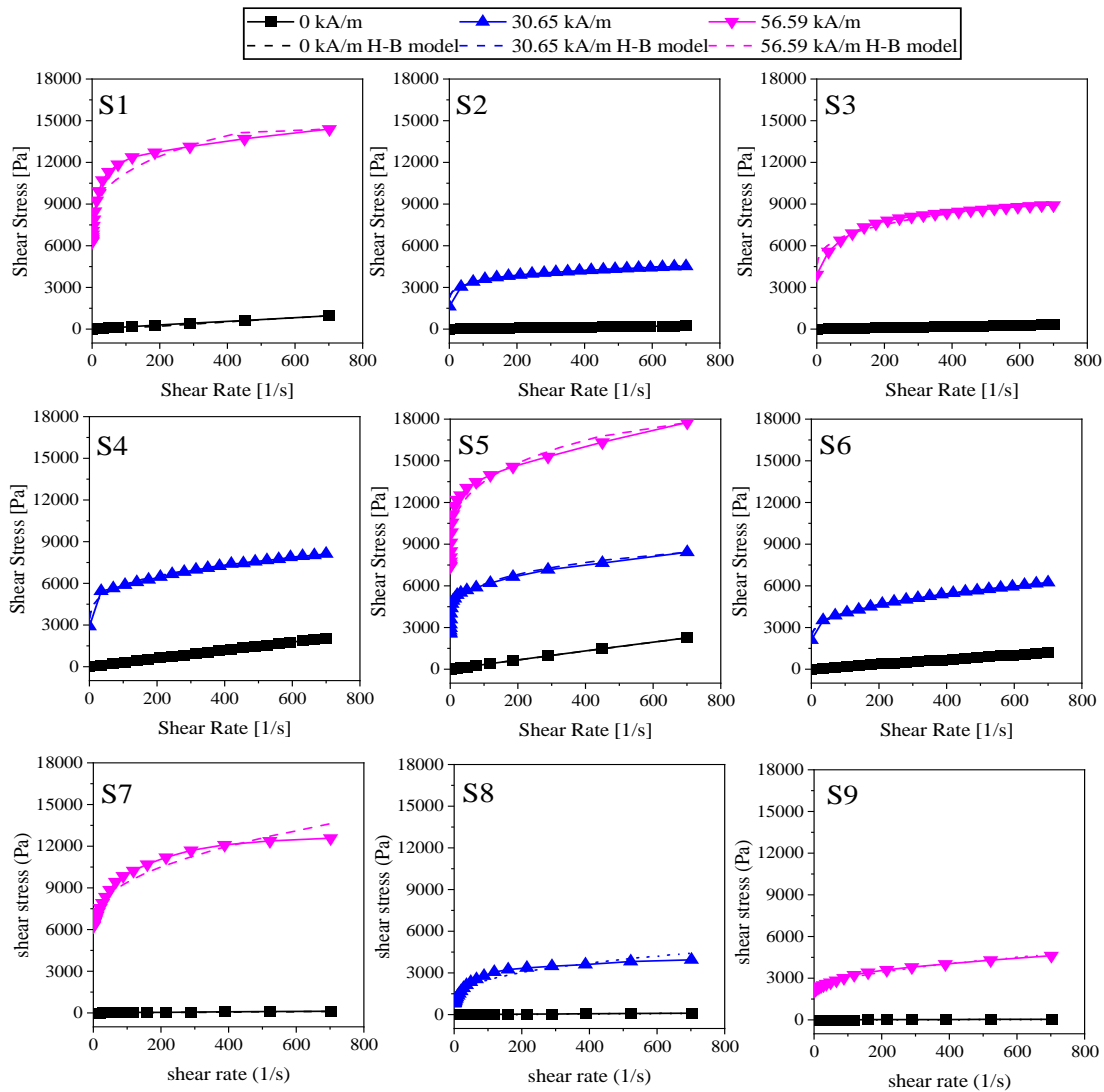 0 kA/m 30.65 kA/m 56.59 kA/m
0 kA/m H-B model 30.65 kA/m H-B model 56.59 kA/m H-B model
S1
18000
15000
12000
9000
6000
3000
0
Shear Stress [Pa]
0 200 400 600 800
Shear Rate [1/s]
S2
18000
15000
12000
9000
6000
3000
0
Shear Stress [Pa]
0 200 400 600 800
Shear Rate [1/s]
S3
18000
15000
12000
9000
6000
3000
0
Shear Stress [Pa]
0 200 400 600 800
Shear Rate [1/s]
S4
18000
15000
12000
9000
6000
3000
0
Shear Stress [Pa]
0 200 400 600 800
Shear Rate [1/s]
S5
18000
15000
12000
9000
6000
3000
0
Shear Stress [Pa]
0 200 400 600 800
Shear Rate [1/s]
S6
18000
15000
12000
9000
6000
3000
0
Shear Stress [Pa]
0 200 400 600 800
Shear Rate [1/s]
S7
18000
15000
12000
9000
6000
3000
0
shear stress (Pa)
0 200 400 600 800
shear rate (1/s)
S8
18000
15000
12000
9000
6000
3000
0
shear stress (Pa)
0 200 400 600 800
shear rate (1/s)
S9
18000
15000
12000
9000
6000
3000
0
shear stress (Pa)
0 200 400 600 800
shear rate (1/s)